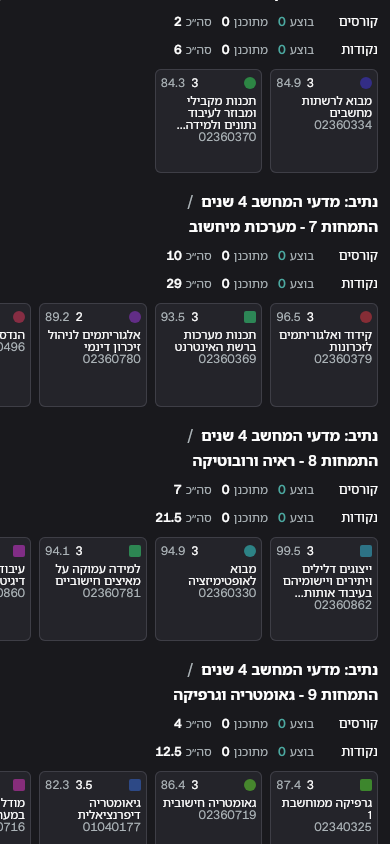 קורסים בוצע 0 מתוכנן 0 סה״כ 2
נקודות בוצע 0 מתוכנן 0 סה״כ 6
3 84.9
מבוא לרשתות
מחשבים
02360334
3 84.3
תכנות מקבילי
ומבוזר לעיבוד
נתונים ולמידה...
02360370
נתיב: מדעי המחשב 4 שנים /
התמחות 7 - מערכות מיחשוב
קורסים בוצע 0 מתוכנן 0 סה״כ 10
נקודות בוצע 0 מתוכנן 0 סה״כ 29
3 96.5
קידוד ואלגוריתמים
לזכרונות
02360379
3 93.5
תכנות מערכות
ברשת האינטרנט
02360369
2 89.2
אלגוריתמים לניהול
זיכרון דינמי
02360780
הנדס
0496
נתיב: מדעי המחשב 4 שנים /
התמחות 8 - ראיה ורובוטיקה
קורסים בוצע 0 מתוכנן 0 סה״כ 7
נקודות בוצע 0 מתוכנן 0 סה״כ 21.5
3 99.5
ייצוגים דלילים
ויתירים ויישומיהם
בעיבוד אותות...
02360862
3 94.9
מבוא
לאופטימיזציה
02360330
3 94.1
למידה עמוקה על
מאיצים חישוביים
02360781
עיבוד
דיגיט
0860
נתיב: מדעי המחשב 4 שנים /
התמחות 9 - גאומטריה וגרפיקה
קורסים בוצע 0 מתוכנן 0 סה״כ 4
נקודות בוצע 0 מתוכנן 0 סה״כ 12.5
3 87.4
גרפיקה ממוחשבת
1
02340325
3 86.4
גאומטריה חישובית
02360719
3.5 82.3
גיאומטריה
דיפרנציאלית
01040177
מודל
במער
0716